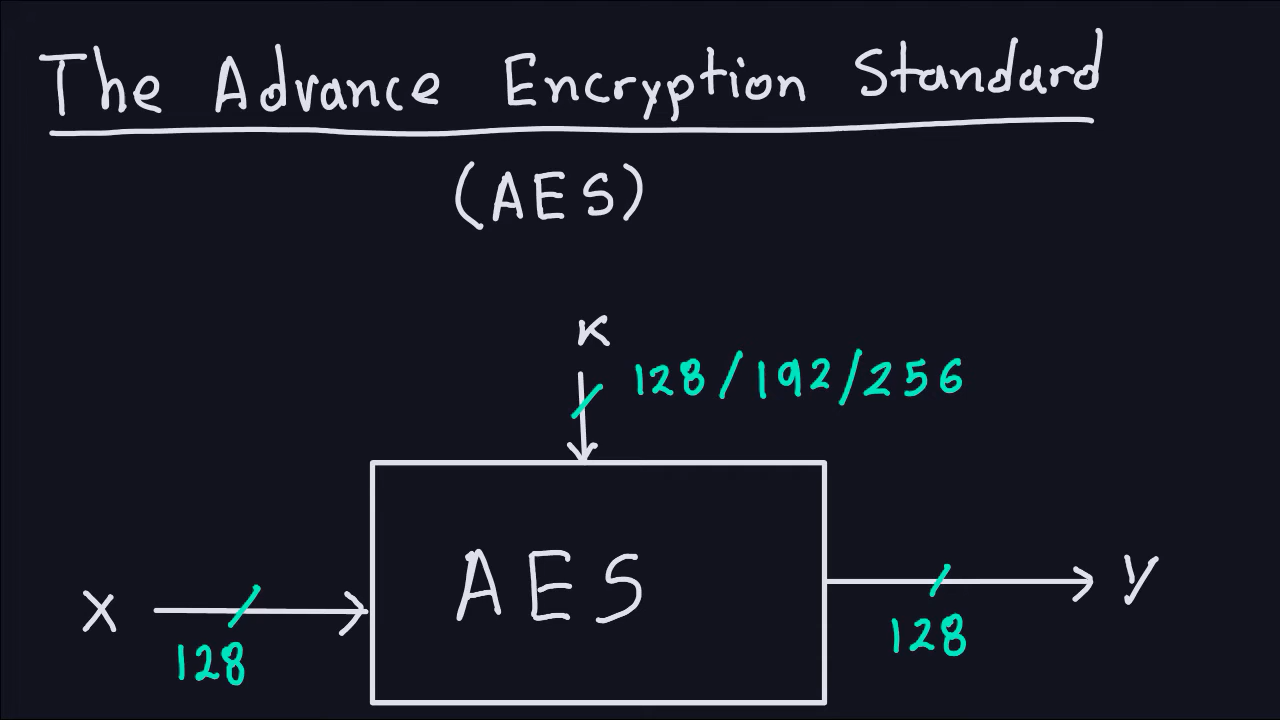 The Advance Encryption Standard
(AES)
K
128/192/256
AES
X
128
y
128